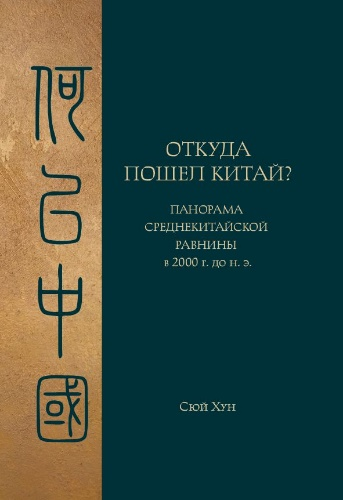 何
以
中
國
ОТКУДА
ПОШЕЛ КИТАЙ?
ПАНОРАМА
СРЕДНЕКИТАЙСКОЙ
РАВНИНЫ
в 2000 г. до н. э.
Сюй Хун